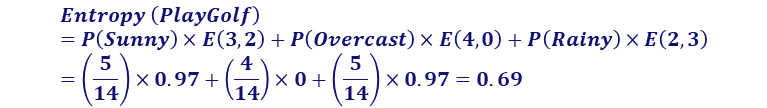 Entropy (PlayGolf)
= P(Sunny) × E(3,2) + P(Overcast) × E(4,0) + P(Rainy) × E(2,3)
= (5/14) × 0.97 + (4/14) × 0 + (5/14) × 0.97 = 0.69